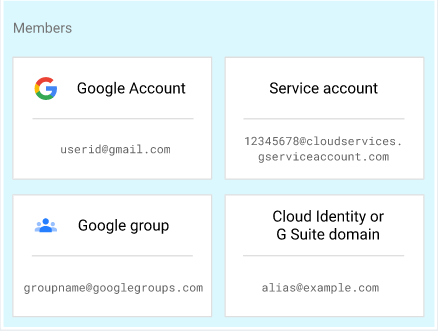 Members
Google Account
userid@gmail.com
Service account
12345678@cloudservices.
gserviceaccount.com
Google group
groupname@googlegroups.com
Cloud Identity or
G Suite domain
alias@example.com